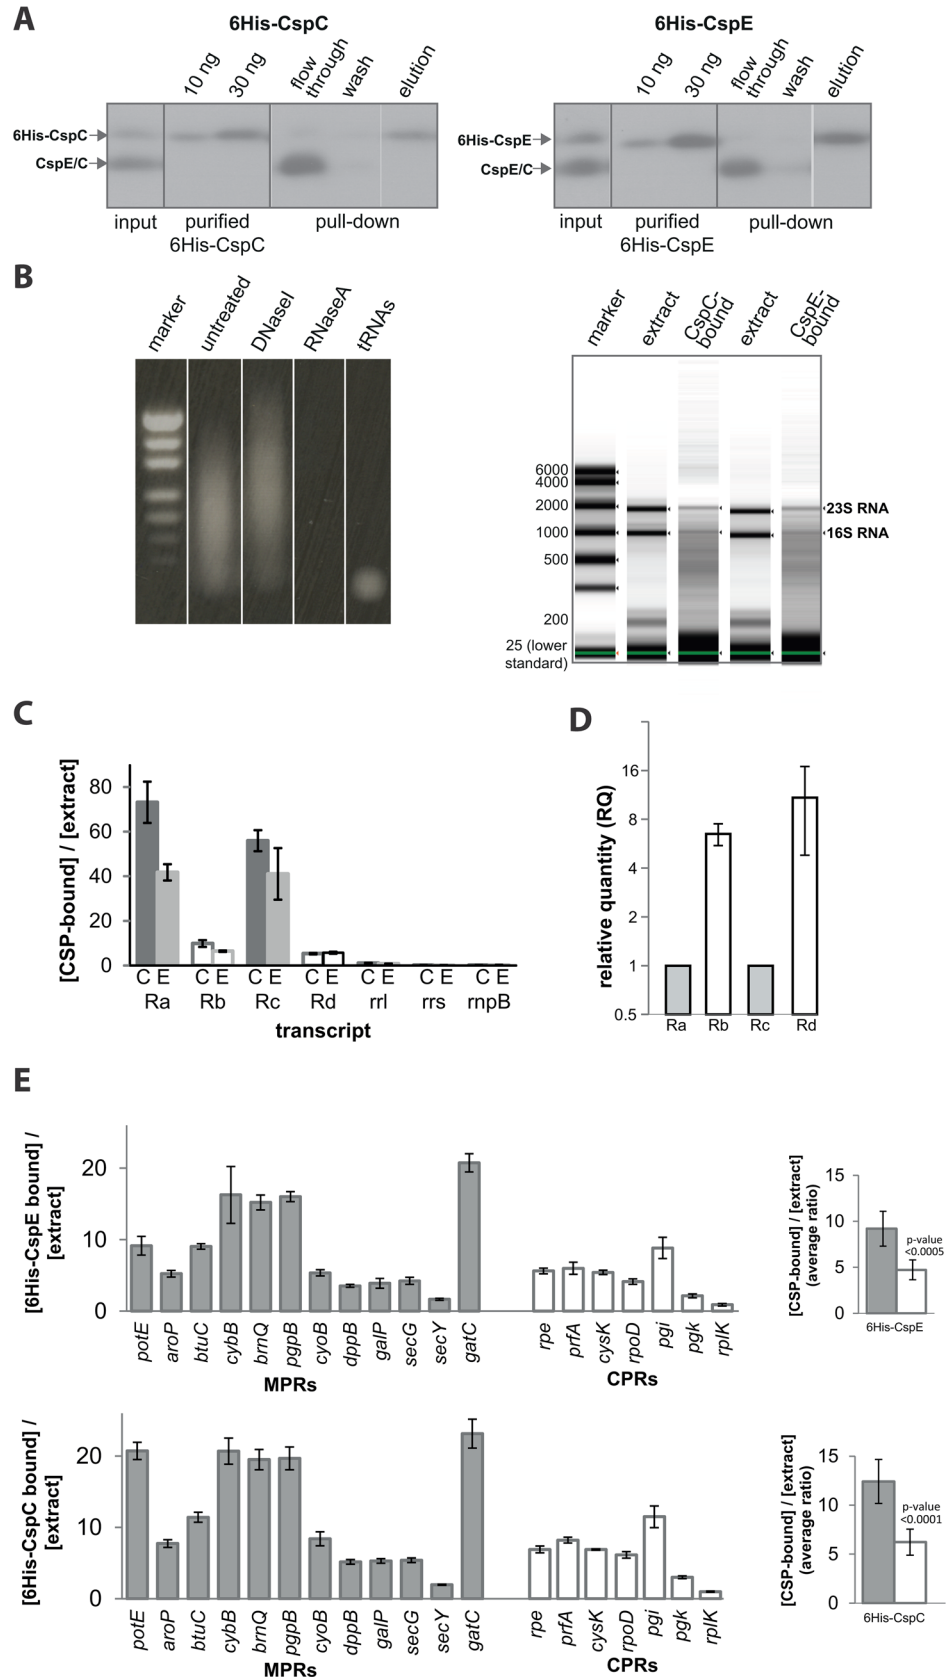 A
6His-CspC
10 ng
30 ng
flow through
wash
elution
6His-CspC
CspE/C
input
purified 6His-CspC
pull-down
6His-CspE
10 ng
30 ng
flow through
wash
elution
6His-CspE
CspE/C
input
purified 6His-CspE
pull-down
B
marker
untreated
DNaseI
RNaseA
tRNAs
marker
extract
CspC-bound
extract
CspE-bound
6000
4000
2000
1000
500
200
25 (lower standard)
23S RNA
16S RNA
C
[CSP-bound] / [extract]
80
60
40
20
0
C E C E C E C E C E C E C E
Ra Rb Rc Rd rrl rrs rnpB
transcript
D
relative quantity (RQ)
16
8
4
2
1
0.5
Ra Rb Rc Rd
E
[6His-CspE bound] / [extract]
20
10
0
potE aroP btuC cybB brnQ pgpB cyoB dppB galP secG secY gatC
MPRs
rpe prfA cysK rpoD pgi pgk rplK
CPRs
[CSP-bound] / [extract] (average ratio)
15
10
5
0
p-value
<0.0005
6His-CspE
[6His-CspC bound] / [extract]
20
10
0
potE aroP btuC cybB brnQ pgpB cyoB dppB galP secG secY gatC
MPRs
rpe prfA cysK rpoD pgi pgk rplK
CPRs
[CSP-bound] / [extract] (average ratio)
15
10
5
0
p-value
<0.0001
6His-CspC